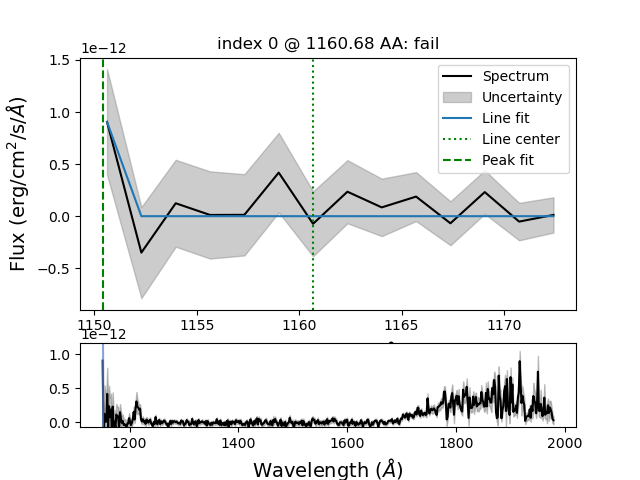 index 0 @ 1160.68 AA: fail
1e−12
1.5
1.0
0.5
0.0
−0.5
Flux (erg/cm²/s/Å)
Spectrum
Uncertainty
Line fit
Line center
Peak fit
1150
1155
1160
1165
1170
1e−12
1.0
0.5
0.0
1200
1400
1600
1800
2000
Wavelength (Å)